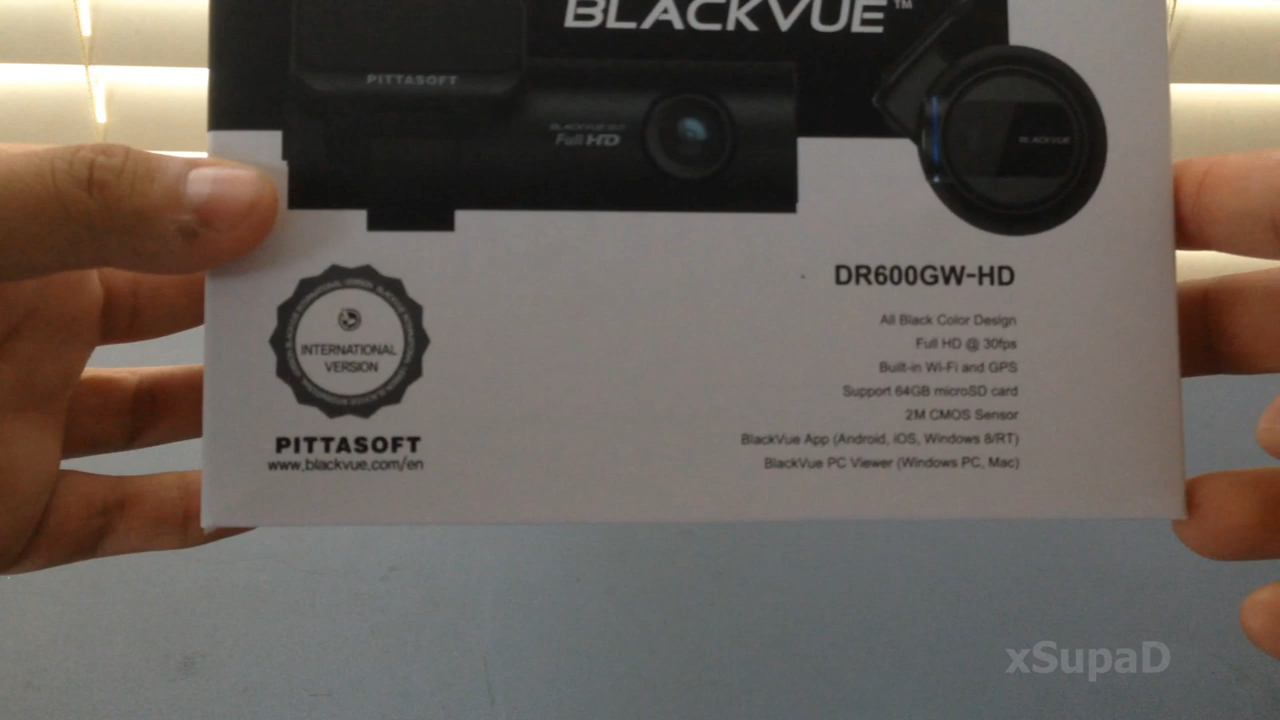 BLACKVUE™
PITTASOFT
Full HD
BLACKVUE
DR600GW-HD
All Black Color Design
Full HD @ 30fps
Built-in Wi-Fi and GPS
Support 64GB microSD card
2M CMOS Sensor
BlackVue App (Android, iOS, Windows 8/RT)
BlackVue PC Viewer (Windows PC, Mac)
INTERNATIONAL
VERSION
PITTASOFT
www.blackvue.com/en
xSupaD